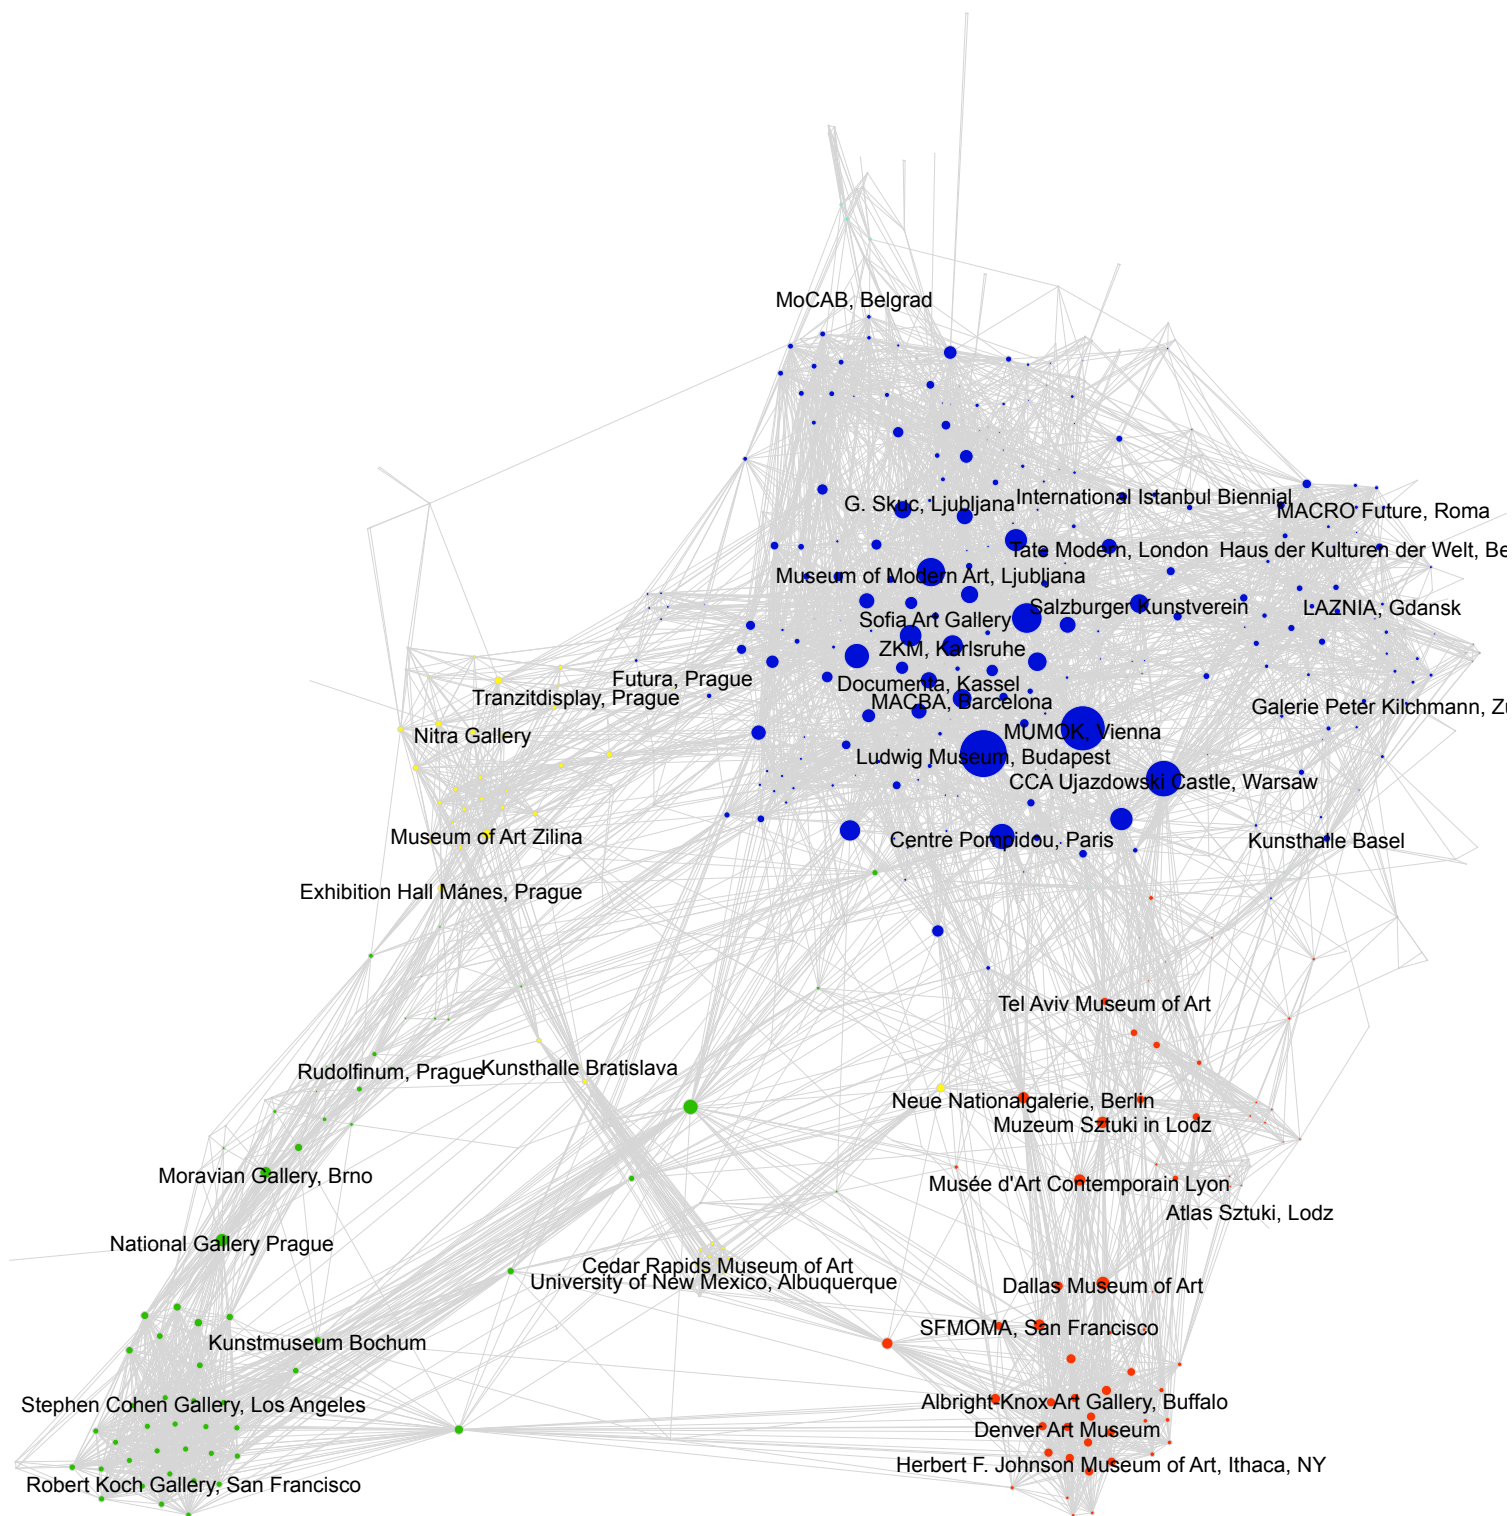 MoCAB, Belgrad
G. Skuc, Ljubljana
International Istanbul Biennial
MACRO Future, Roma
Tate Modern, London
Haus der Kulturen der Welt, Be
Museum of Modern Art, Ljubljana
Salzburger Kunstverein
LAZNIA, Gdansk
Sofia Art Gallery
ZKM, Karlsruhe
Futura, Prague
Documenta, Kassel
Tranzitdisplay, Prague
MACBA, Barcelona
Galerie Peter Kilchmann, Zu
Nitra Gallery
MUMOK, Vienna
Ludwig Museum, Budapest
CCA Ujazdowski Castle, Warsaw
Museum of Art Zilina
Centre Pompidou, Paris
Kunsthalle Basel
Exhibition Hall Mánes, Prague
Tel Aviv Museum of Art
Rudolfinum, Prague
Kunsthalle Bratislava
Neue Nationalgalerie, Berlin
Muzeum Sztuki in Lodz
Moravian Gallery, Brno
Musée d'Art Contemporain Lyon
Atlas Sztuki, Lodz
National Gallery Prague
Cedar Rapids Museum of Art
University of New Mexico, Albuquerque
Dallas Museum of Art
SFMOMA, San Francisco
Kunstmuseum Bochum
Stephen Cohen Gallery, Los Angeles
Albright-Knox Art Gallery, Buffalo
Denver Art Museum
Herbert F. Johnson Museum of Art, Ithaca, NY
Robert Koch Gallery, San Francisco